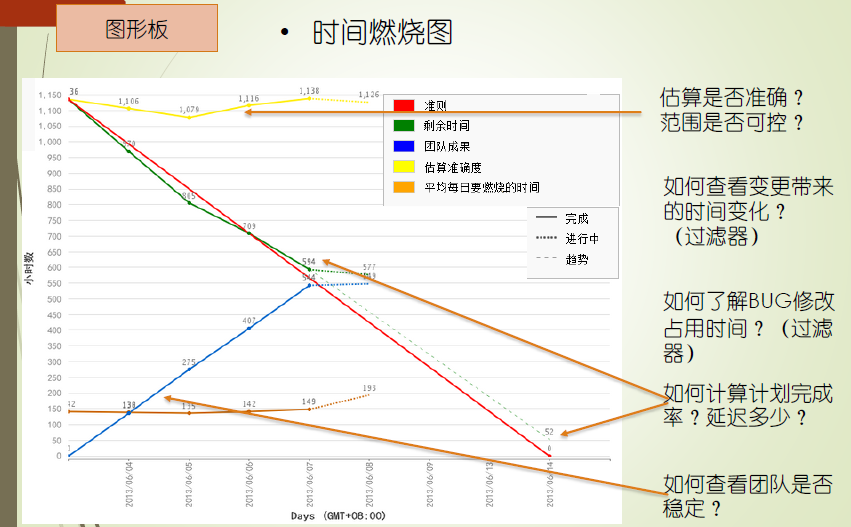 图形板
• 时间燃烧图
1,150
1,100
1,050
1,000
950
900
850
800
750
700
650
600
550
500
450
400
350
300
250
200
150
100
50
0
小时数
36
1,106
1,079
1,116
1,138
1,126
709
594
577
407
275
142
149
193
52
准则
剩余时间
团队成果
估算准确度
平均每日要燃烧的时间
完成
进行中
趋势
2013/06/04
2013/06/05
2013/06/06
2013/06/07
2013/06/08
2013/06/09
2013/06/13
2013/06/14
Days (GMT+08:00)
估算是否准确？
范围是否可控？
如何查看变更带来
的时间变化？
（过滤器）
如何了解BUG修改
占用时间？（过滤
器）
如何计算计划完成
率？延迟多少？
如何查看团队是否
稳定？